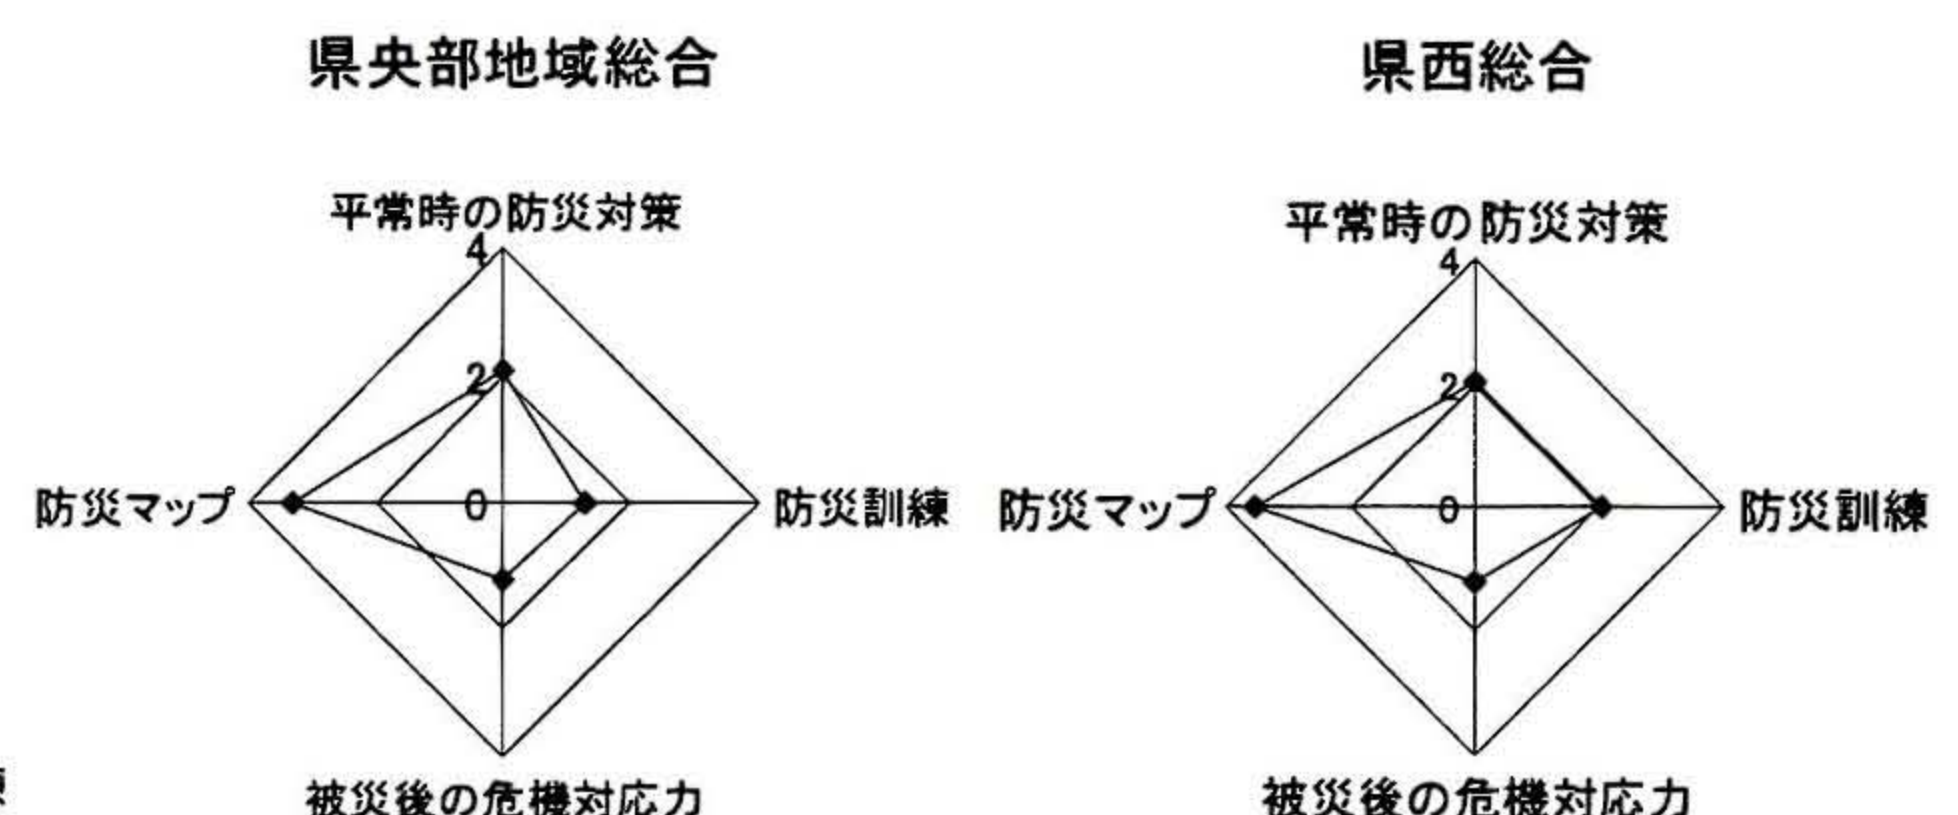 県央部地域総合
平常時の防災対策
4
2
0
防災マップ
防災訓練
被災後の危機対応力
県西総合
平常時の防災対策
4
2
0
防災マップ
防災訓練
被災後の危機対応力